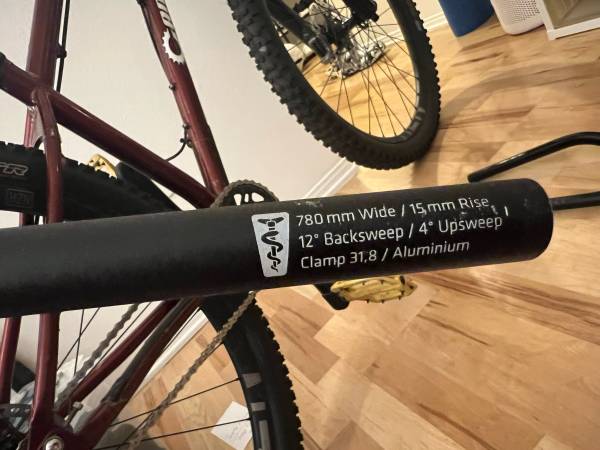 780 mm Wide / 15 mm Rise
12° Backsweep / 4° Upsweep
Clamp 31,8 / Aluminium